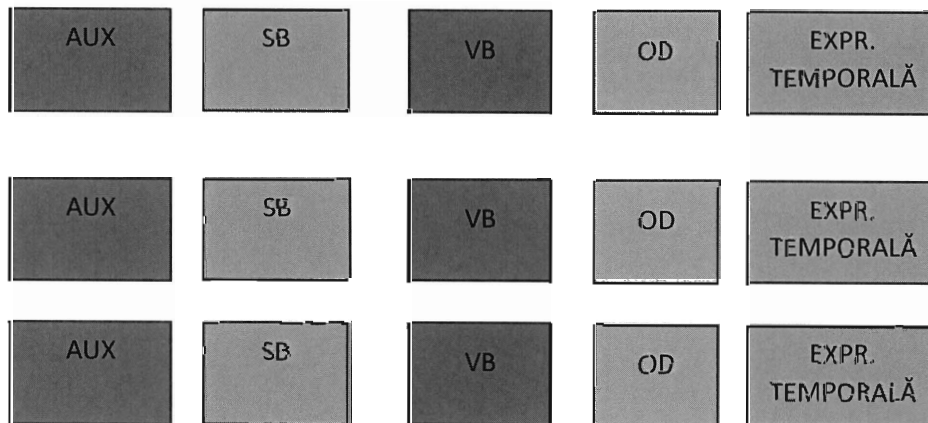 AUX SB VB OD EXPR.
TEMPORALĂ
AUX SB VB OD EXPR.
TEMPORALĂ
AUX SB VB OD EXPR.
TEMPORALĂ